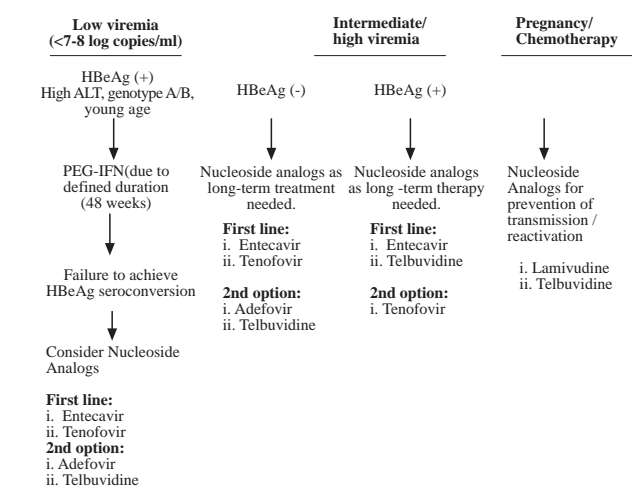 Low viremia
(<7-8 log copies/ml)
HBeAg (+)
High ALT, genotype A/B,
young age
PEG-IFN(due to
defined duration
(48 weeks)
Failure to achieve
HBeAg seroconversion
Consider Nucleoside
Analogs
First line:
i. Entecavir
ii. Tenofovir
2nd option:
i. Adefovir
ii. Telbuvidine
Intermediate/
high viremia
HBeAg (-)
Nucleoside analogs as
long-term treatment
needed.
First line:
i. Entecavir
ii. Tenofovir
2nd option:
i. Adefovir
ii. Telbuvidine
HBeAg (+)
Nucleoside analogs
as long -term therapy
needed.
First line:
i. Entecavir
ii. Telbuvidine
2nd option:
i. Tenofovir
Pregnancy/
Chemotherapy
Nucleoside
Analogs for
prevention of
transmission /
reactivation
i. Lamivudine
ii. Telbuvidine